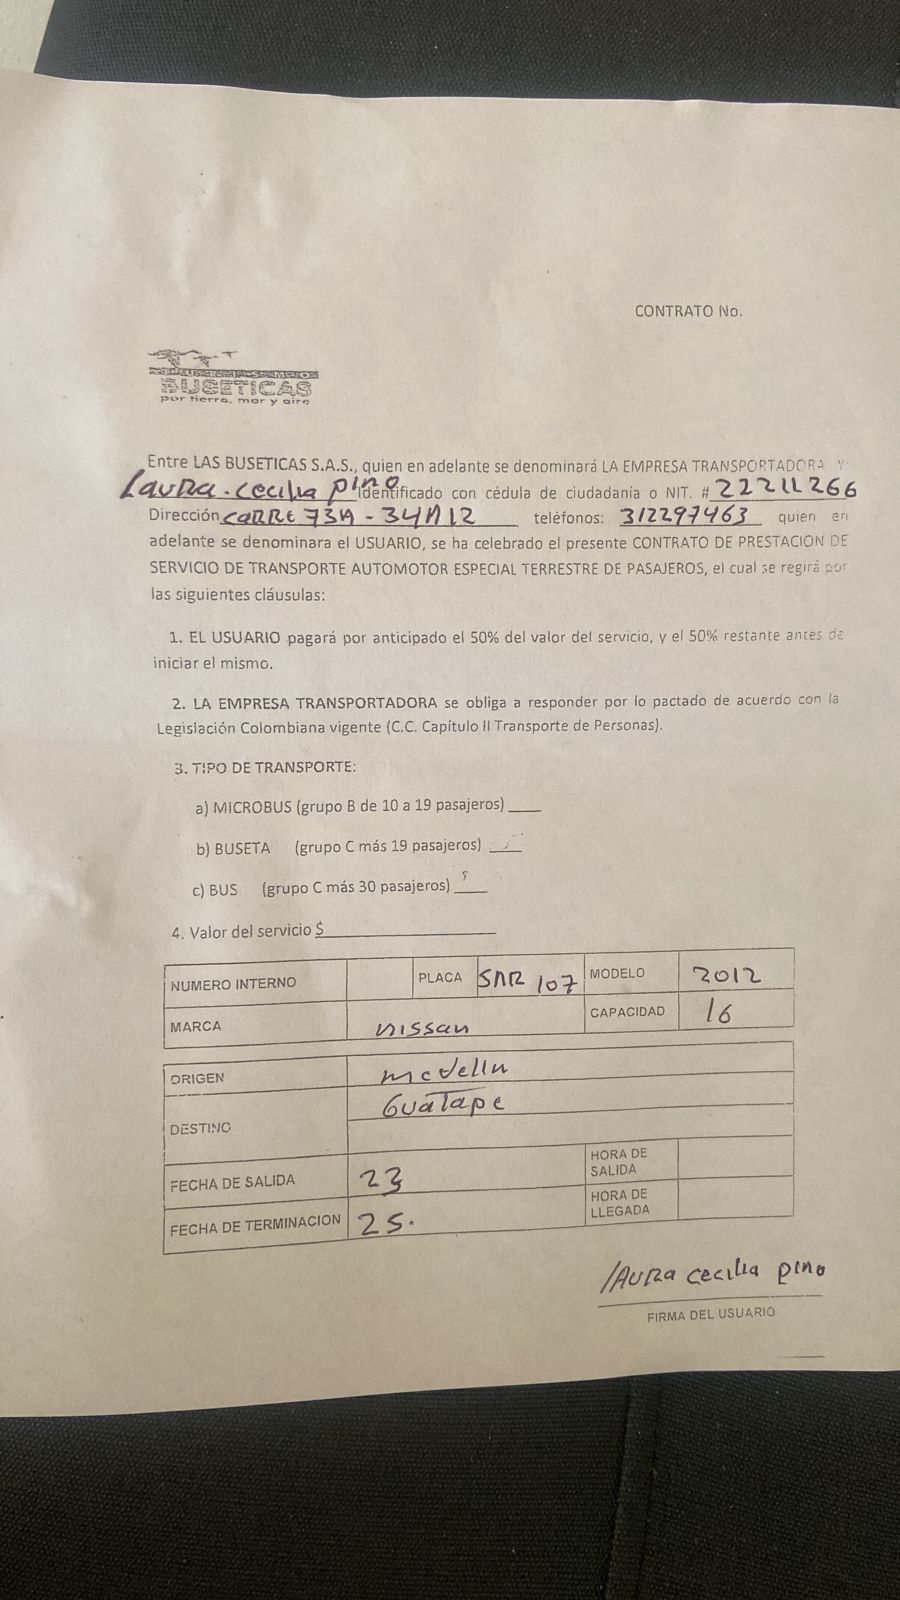 CONTRATO No.
TURISMO
BUSETICAS
por tierra, mar y aire
Entre LAS BUSETICAS S.A.S., quien en adelante se denominará LA EMPRESA TRANSPORTADORA Y
Laura. cecilia pino identificado con cédula de ciudadania o NIT. # 22211266
Dirección carre 73A - 34A12 teléfonos: 312297463 quien en
adelante se denominara el USUARIO, se ha celebrado el presente CONTRATO DE PRESTACION DE
SERVICIO DE TRANSPORTE AUTOMOTOR ESPECIAL TERRESTRE DE PASAJEROS, el cual se regirá por
las siguientes cláusulas:
1. EL USUARIO pagará por anticipado el 50% del valor del servicio, y el 50% restante antes de
iniciar el mismo.
2. LA EMPRESA TRANSPORTADORA se obliga a responder por lo pactado de acuerdo con la
Legislación Colombiana vigente (C.C. Capítulo II Transporte de Personas).
3. TIPO DE TRANSPORTE:
a) MICROBUS (grupo B de 10 a 19 pasajeros) ____
b) BUSETA (grupo C más 19 pasajeros) ____
c) BUS (grupo C más 30 pasajeros) ____
4. Valor del servicio $____
NUMERO INTERNO PLACA SNR 107 MODELO 2012
MARCA nissan CAPACIDAD 16
ORIGEN medellin
DESTINO Guatape
FECHA DE SALIDA 23 HORA DE SALIDA
FECHA DE TERMINACION 25. HORA DE LLEGADA
laura cecilia pino
FIRMA DEL USUARIO